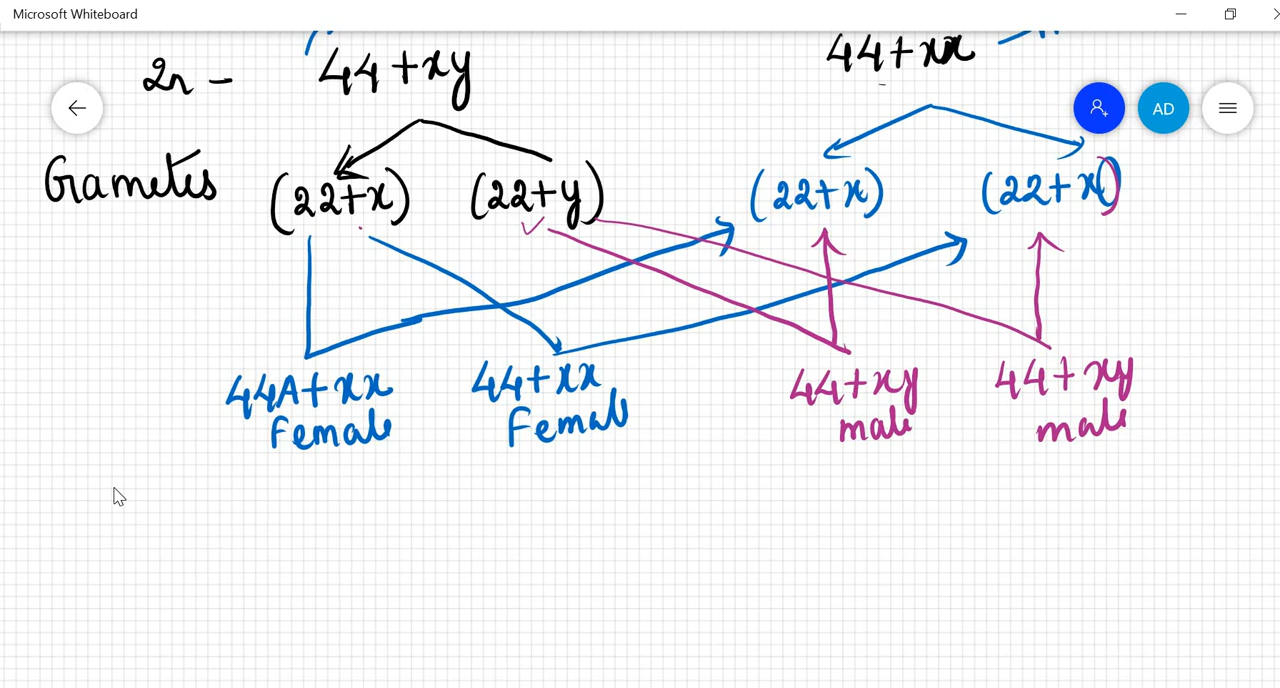 Microsoft Whiteboard
2n - 44+xy 44+xx
AD
Gametes (22+x) (22+y) (22+x) (22+x)
44A+xx 44+xx 44+xy 44+xy
Female Female male male